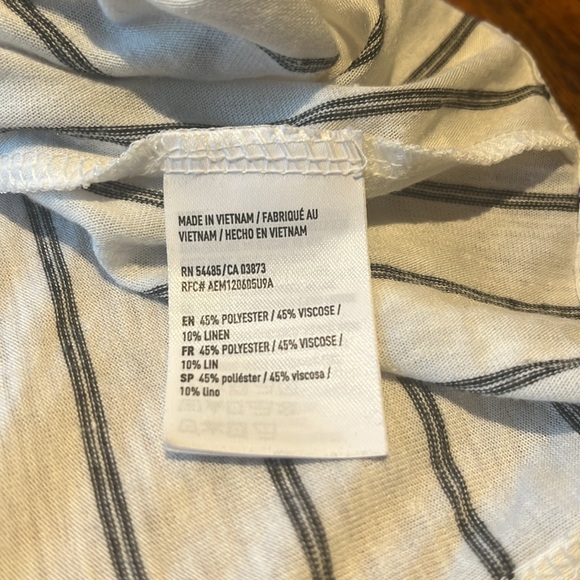 MADE IN VIETNAM / FABRIQUÉ AU
VIETNAM / HECHO EN VIETNAM
RN 54485/CA 03873
RFC# AEM120605U9A
EN 45% POLYESTER / 45% VISCOSE /
10% LINEN
FR 45% POLYESTER / 45% VISCOSE /
10% LIN
SP 45% poliéster / 45% viscosa /
10% lino